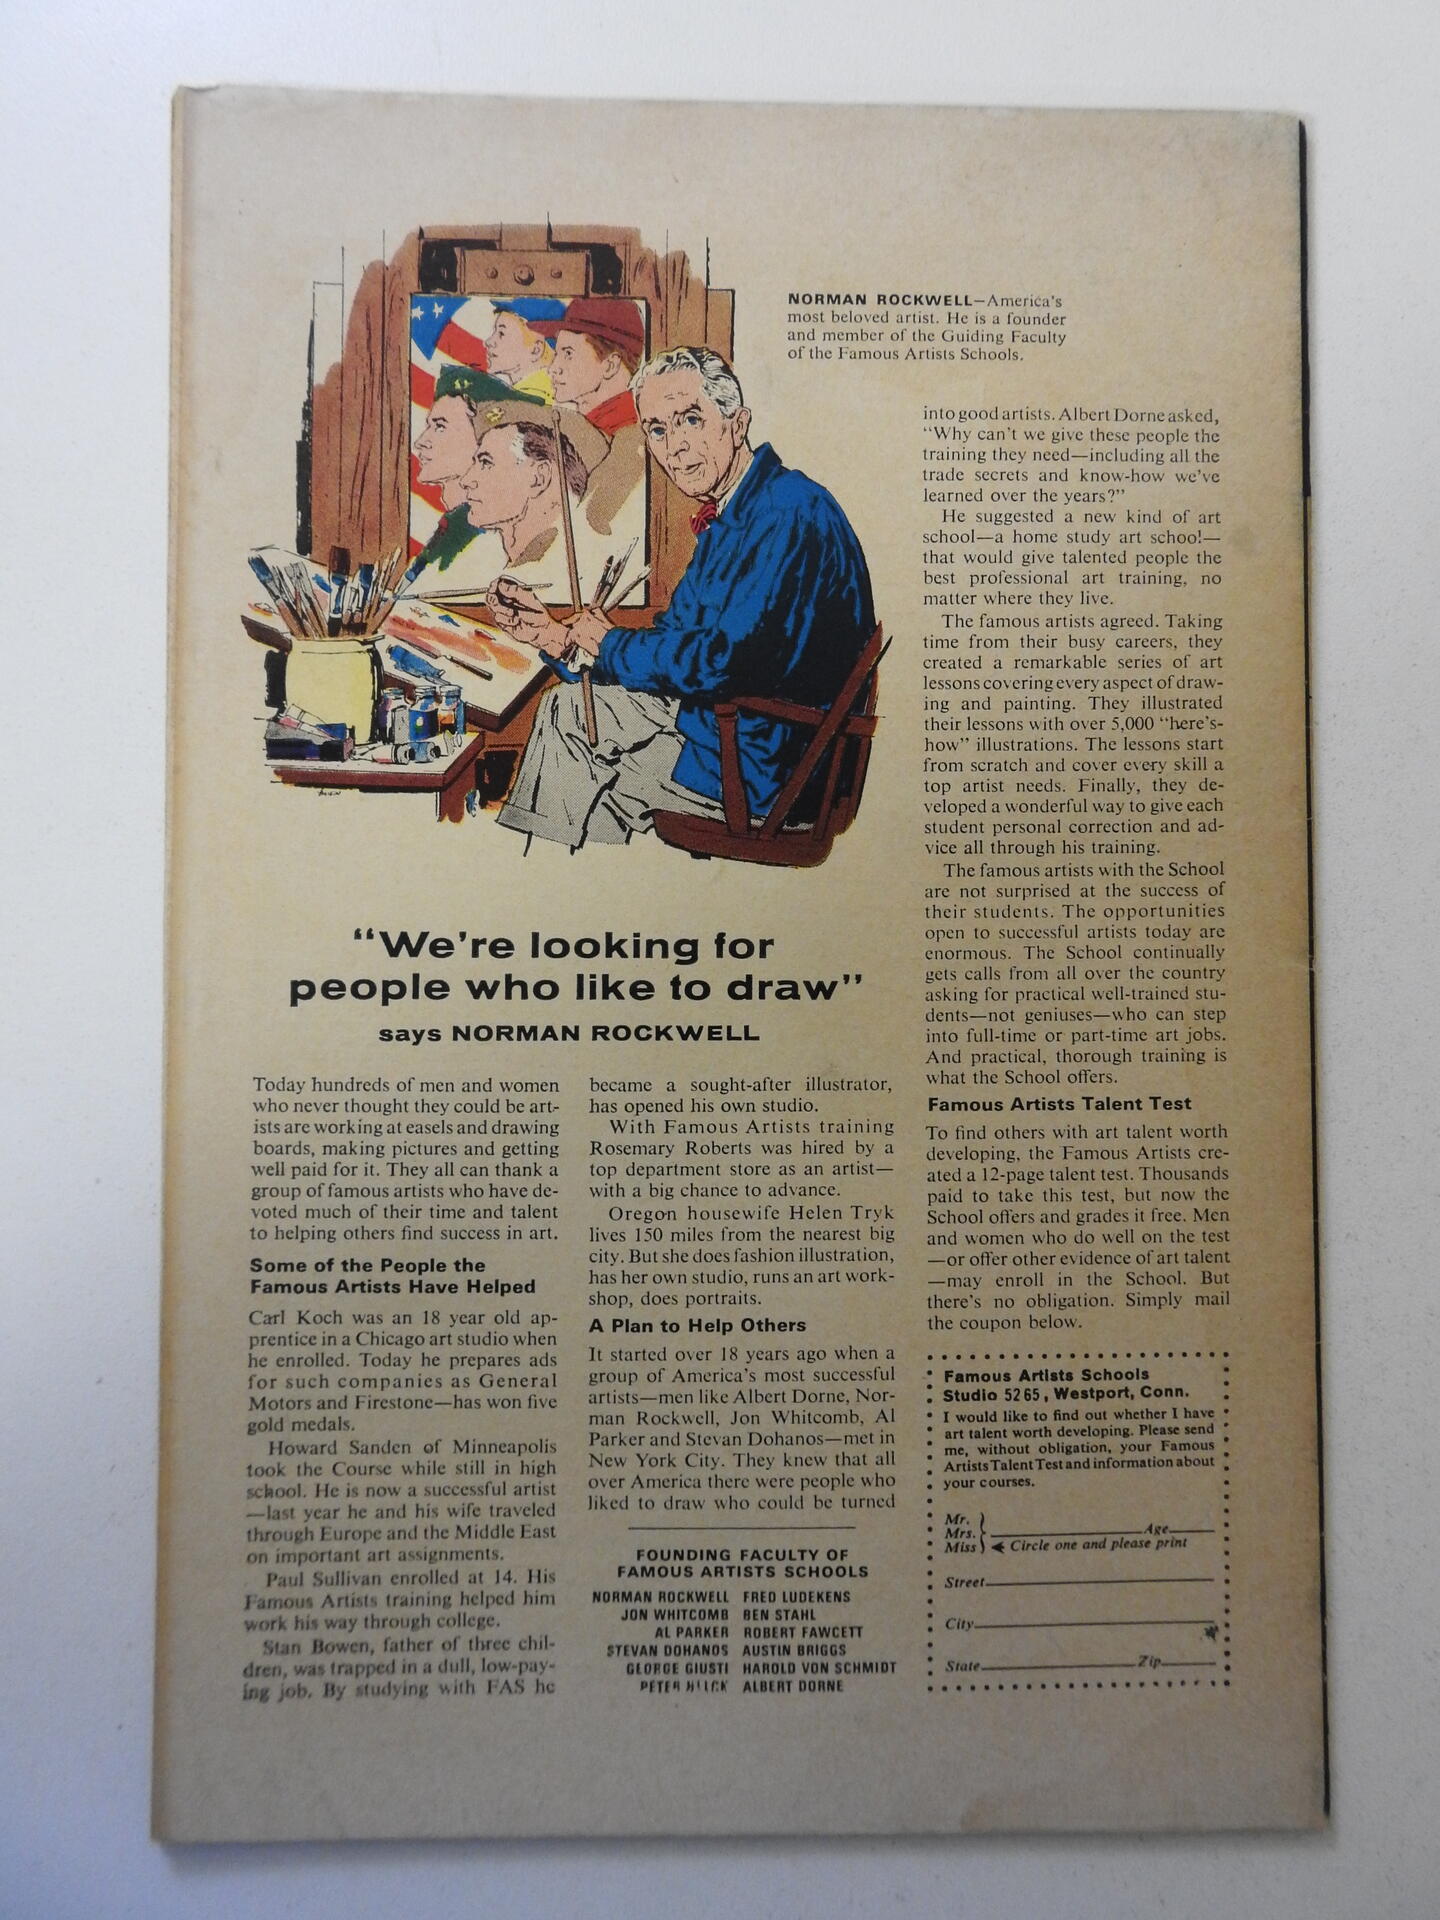 NORMAN ROCKWELL—America's
most beloved artist. He is a founder
and member of the Guiding Faculty
of the Famous Artists Schools.
"We're looking for
people who like to draw"
says NORMAN ROCKWELL
Today hundreds of men and women
who never thought they could be art-
ists are working at easels and drawing
boards, making pictures and getting
well paid for it. They all can thank a
group of famous artists who have de-
voted much of their time and talent
to helping others find success in art.
Some of the People the
Famous Artists Have Helped
Carl Koch was an 18 year old ap-
prentice in a Chicago art studio when
he enrolled. Today he prepares ads
for such companies as General
Motors and Firestone—has won five
gold medals.
Howard Sanden of Minneapolis
took the Course while still in high
school. He is now a successful artist
—last year he and his wife traveled
through Europe and the Middle East
on important art assignments.
Paul Sullivan enrolled at 14. His
Famous Artists training helped him
work his way through college.
Stan Bowen, father of three chil-
dren, was trapped in a dull, low-pay-
ing job. By studying with FAS he
became a sought-after illustrator,
has opened his own studio.
With Famous Artists training
Rosemary Roberts was hired by a
top department store as an artist—
with a big chance to advance.
Oregon housewife Helen Tryk
lives 150 miles from the nearest big
city. But she does fashion illustration,
has her own studio, runs an art work-
shop, does portraits.
A Plan to Help Others
It started over 18 years ago when a
group of America's most successful
artists—men like Albert Dorne, Nor-
man Rockwell, Jon Whitcomb, Al
Parker and Stevan Dohanos—met in
New York City. They knew that all
over America there were people who
liked to draw who could be turned
into good artists. Albert Dorne asked,
"Why can't we give these people the
training they need—including all the
trade secrets and know-how we've
learned over the years?"
He suggested a new kind of art
school—a home study art school—
that would give talented people the
best professional art training, no
matter where they live.
The famous artists agreed. Taking
time from their busy careers, they
created a remarkable series of art
lessons covering every aspect of draw-
ing and painting. They illustrated
their lessons with over 5,000 "here's-
how" illustrations. The lessons start
from scratch and cover every skill a
top artist needs. Finally, they de-
veloped a wonderful way to give each
student personal correction and ad-
vice all through his training.
The famous artists with the School
are not surprised at the success of
their students. The opportunities
open to successful artists today are
enormous. The School continually
gets calls from all over the country
asking for practical well-trained stu-
dents—not geniuses—who can step
into full-time or part-time art jobs.
And practical, thorough training is
what the School offers.
Famous Artists Talent Test
To find others with art talent worth
developing, the Famous Artists cre-
ated a 12-page talent test. Thousands
paid to take this test, but now the
School offers and grades it free. Men
and women who do well on the test
—or offer other evidence of art talent
—may enroll in the School. But
there's no obligation. Simply mail
the coupon below.
FOUNDING FACULTY OF
FAMOUS ARTISTS SCHOOLS
NORMAN ROCKWELL FRED LUDEKENS
JON WHITCOMB BEN STAHL
AL PARKER ROBERT FAWCETT
STEVAN DOHANOS AUSTIN BRIGGS
GEORGE GIUSTI HAROLD VON SCHMIDT
PETER HELCK ALBERT DORNE
Famous Artists Schools
Studio 5265, Westport, Conn.
I would like to find out whether I have
art talent worth developing. Please send
me, without obligation, your Famous
Artists Talent Test and information about
your courses.
Mr.
Mrs. Age
Miss Circle one and please print
Street
City
State Zip